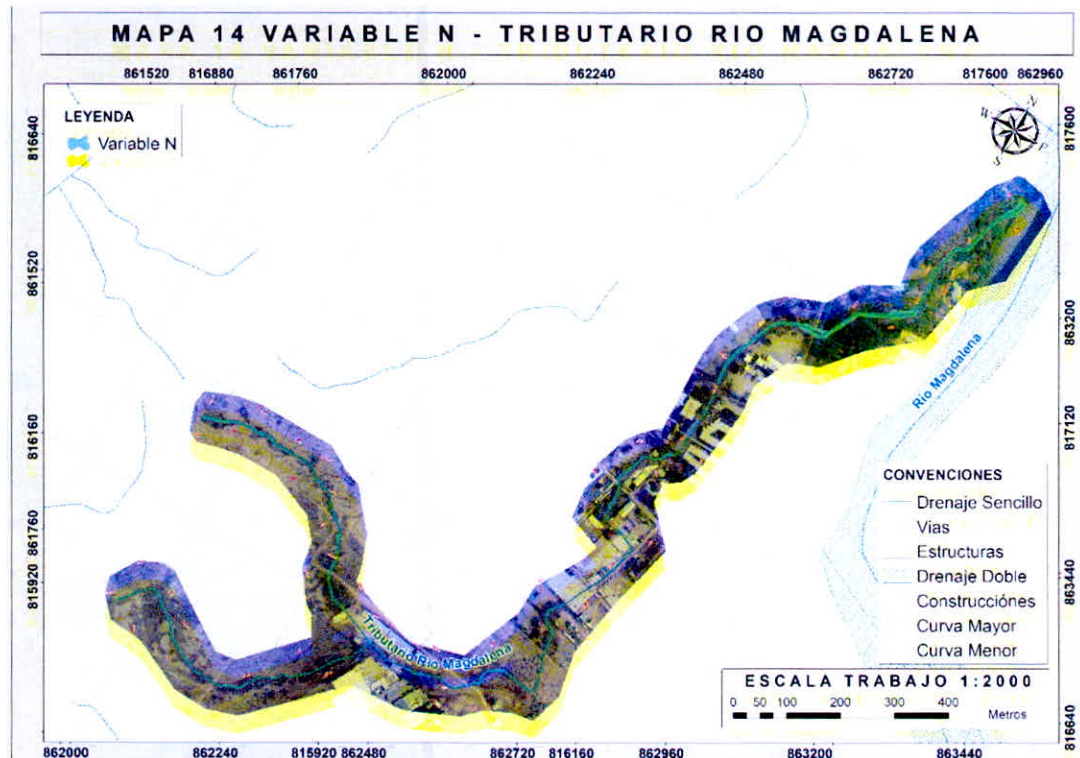 MAPA 14 VARIABLE N - TRIBUTARIO RIO MAGDALENA
861520 816880 861760 862000 862240 862480 862720 817600 862960
LEYENDA
Variable N
816640
861520
816160
861760
815920
N
W
S
817600
863200
817120
863440
816640
Rio Magdalena
Tributario Rio Magdalena
CONVENCIONES
Drenaje Sencillo
Vias
Estructuras
Drenaje Doble
Construcciónes
Curva Mayor
Curva Menor
ESCALA TRABAJO 1:2000
0 50 100 200 300 400
Metros
862000 862240 815920 862480 862720 816160 862960 863200 863440